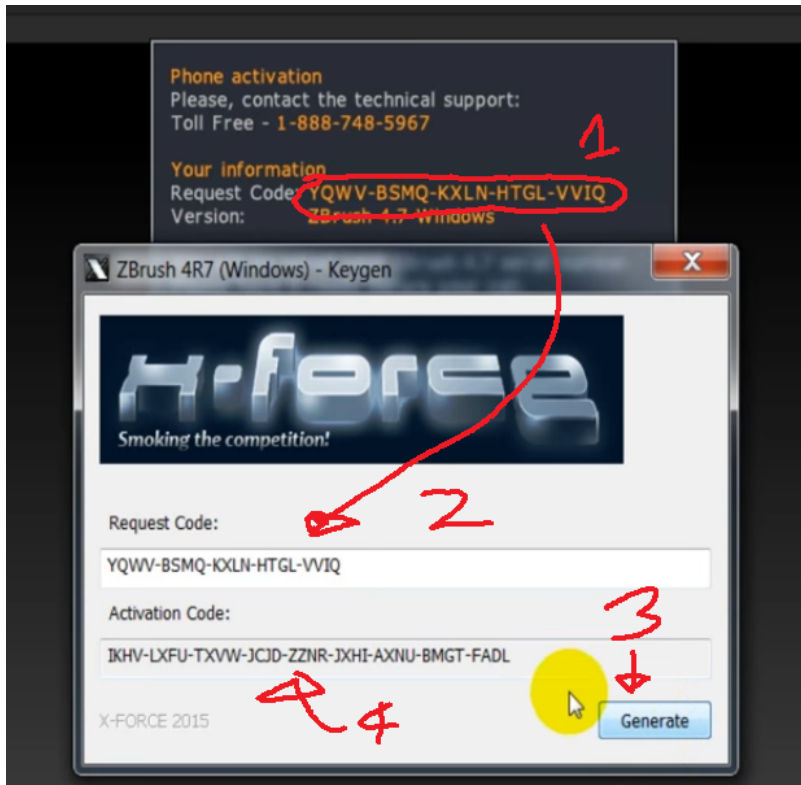 Phone activation
Please, contact the technical support:
Toll Free - 1-888-748-5967
1
Your information
Request Code: YQWV-BSMQ-KXLN-HTGL-VVIQ
Version: ZBrush 4.7 Windows
ZBrush 4R7 (Windows) - Keygen
X
x-force
Smoking the competition!
2
Request Code:
YQWV-BSMQ-KXLN-HTGL-VVIQ
Activation Code:
3
IKHV-LXFU-TXVW-JCJD-ZZNR-JXHI-AXNU-BMGT-FADL
4
X-FORCE 2015
Generate